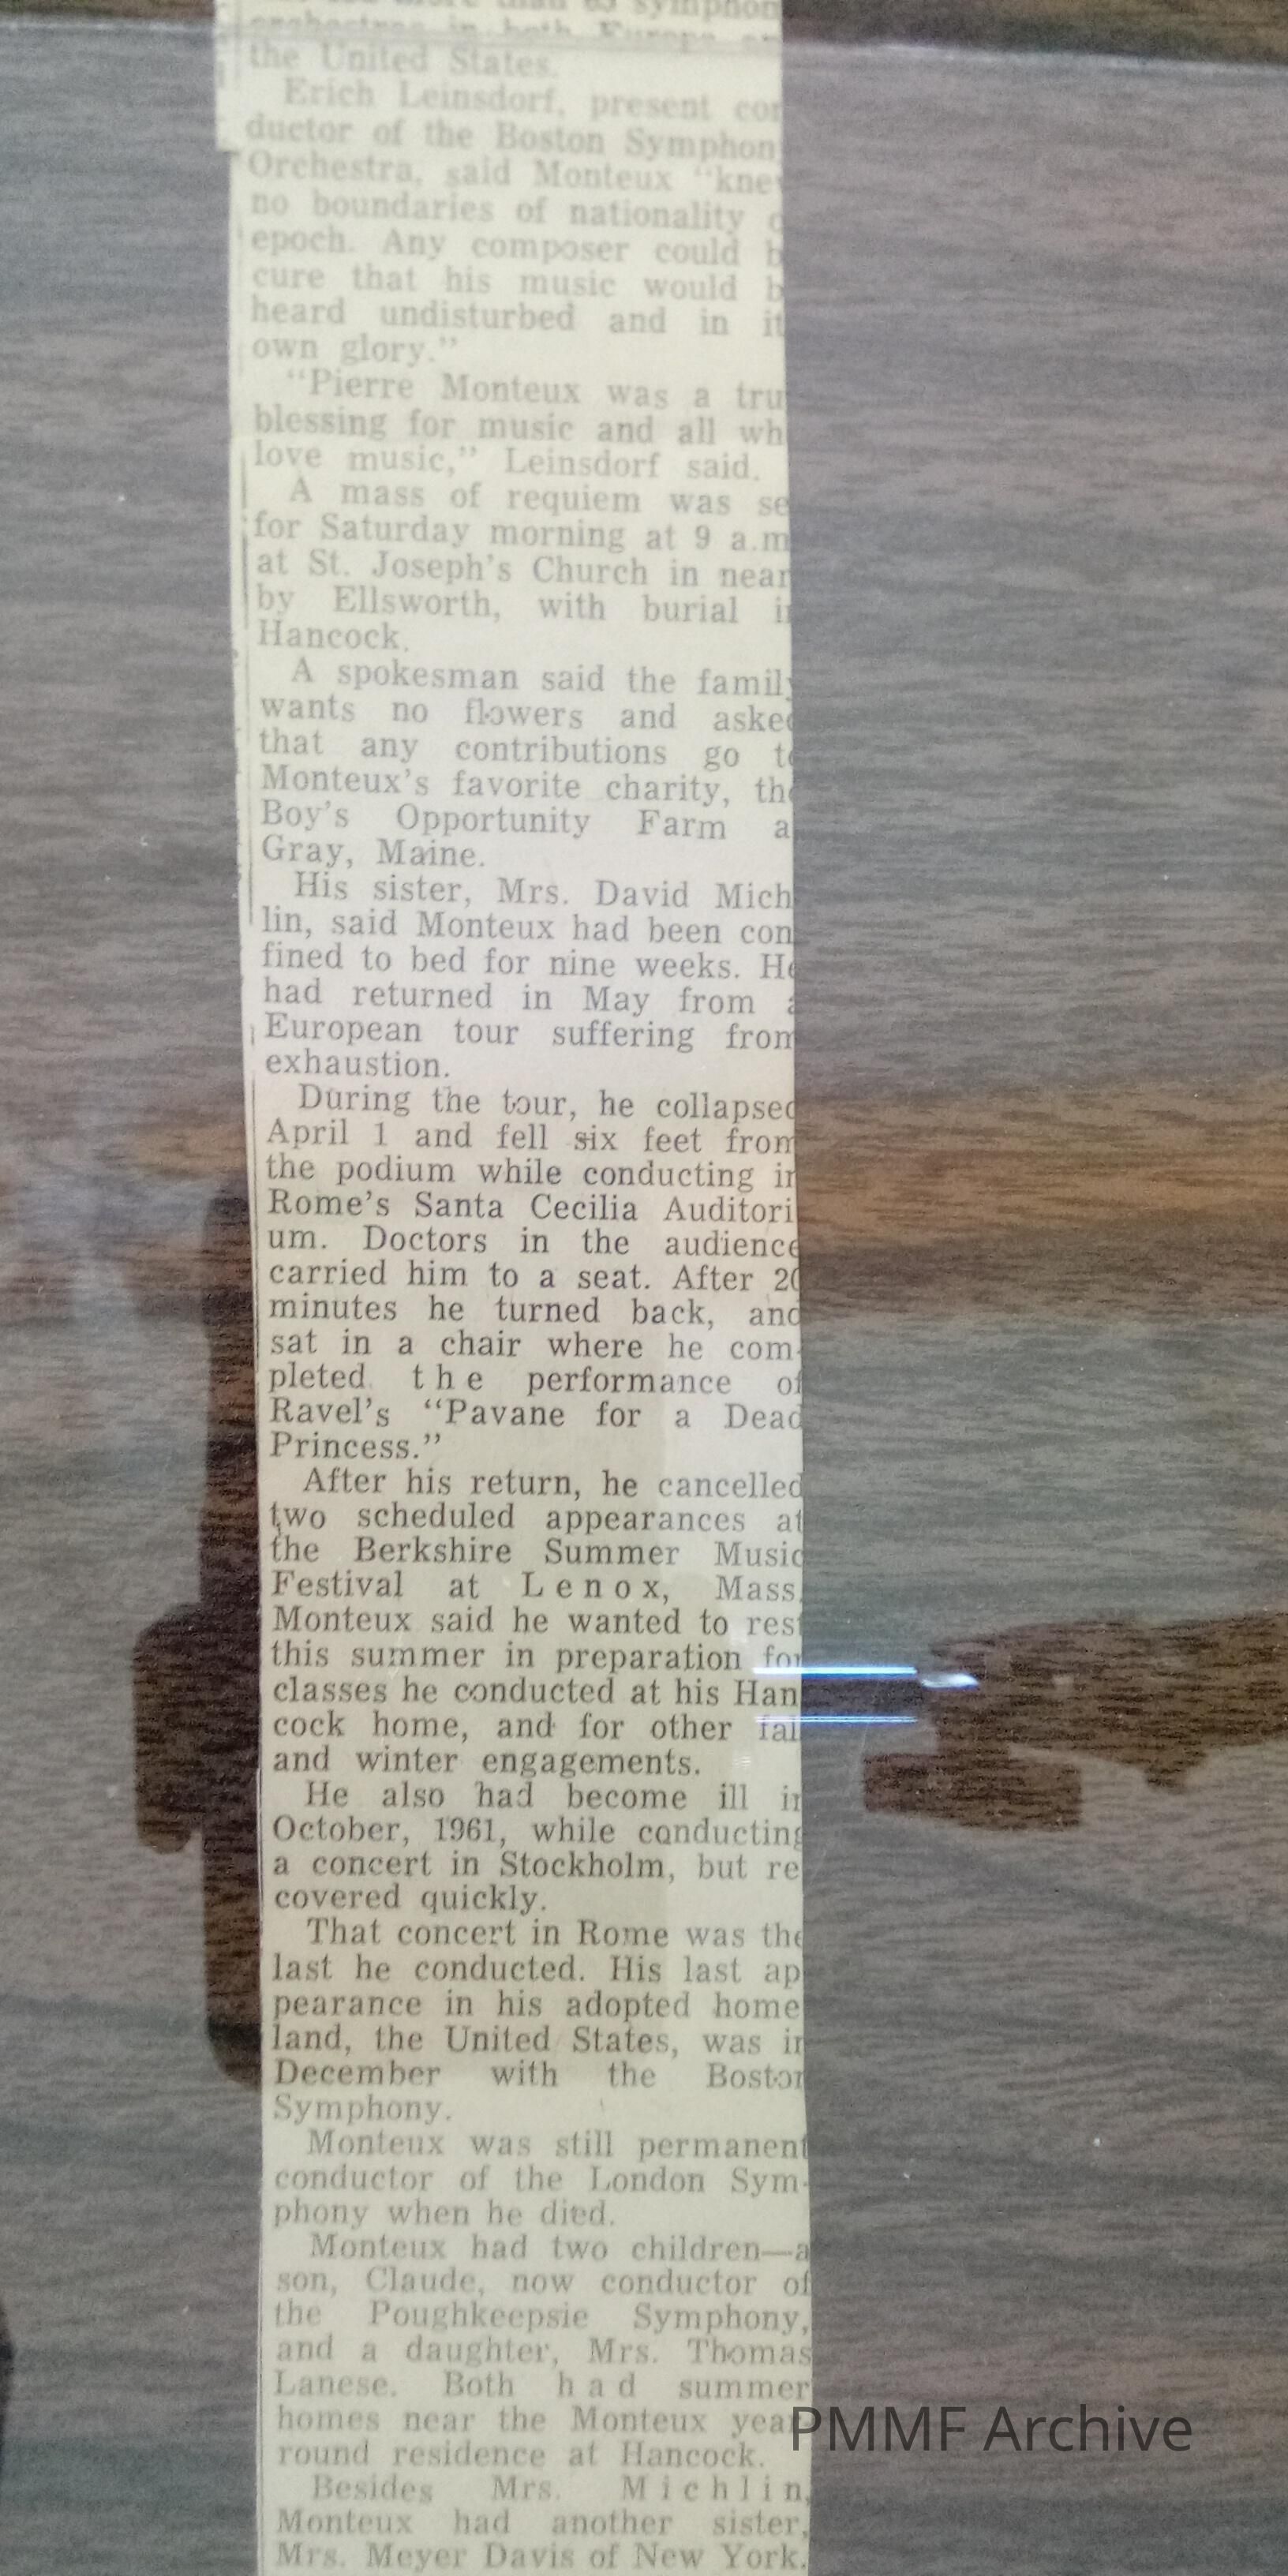 than 65 symphon
orchestras in both Europe an
the United States.
Erich Leinsdorf, present con
ductor of the Boston Symphon
Orchestra, said Monteux “knew
no boundaries of nationality o
epoch. Any composer could b
cure that his music would b
heard undisturbed and in it
own glory.”
“Pierre Monteux was a tru
blessing for music and all wh
love music,” Leinsdorf said.
A mass of requiem was se
for Saturday morning at 9 a.m
at St. Joseph’s Church in near
by Ellsworth, with burial in
Hancock.
A spokesman said the family
wants no flowers and asked
that any contributions go to
Monteux’s favorite charity, the
Boy’s Opportunity Farm a
Gray, Maine.
His sister, Mrs. David Mich
lin, said Monteux had been con
fined to bed for nine weeks. He
had returned in May from a
European tour suffering from
exhaustion.
During the tour, he collapsed
April 1 and fell six feet from
the podium while conducting in
Rome’s Santa Cecilia Auditori
um. Doctors in the audience
carried him to a seat. After 20
minutes he turned back, and
sat in a chair where he com-
pleted the performance of
Ravel’s “Pavane for a Dead
Princess.”
After his return, he cancelled
two scheduled appearances at
the Berkshire Summer Music
Festival at Lenox, Mass.
Monteux said he wanted to rest
this summer in preparation for
classes he conducted at his Han
cock home, and for other fall
and winter engagements.
He also had become ill in
October, 1961, while conducting
a concert in Stockholm, but re
covered quickly.
That concert in Rome was the
last he conducted. His last ap
pearance in his adopted home
land, the United States, was in
December with the Boston
Symphony.
Monteux was still permanent
conductor of the London Sym-
phony when he died.
Monteux had two children—a
son, Claude, now conductor of
the Poughkeepsie Symphony,
and a daughter, Mrs. Thomas
Lanese. Both had summer
homes near the Monteux year
round residence at Hancock.
Besides Mrs. Michlin,
Monteux had another sister,
Mrs. Meyer Davis of New York.
PMMF Archive